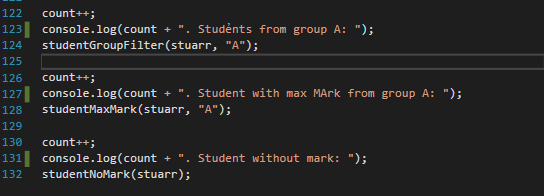 122 count++;
123 console.log(count + ". Students from group A: ");
124 studentGroupFilter(stuarr, "A");
125
126 count++;
127 console.log(count + ". Student with max MArk from group A: ");
128 studentMaxMark(stuarr, "A");
129
130 count++;
131 console.log(count + ". Student without mark: ");
132 studentNoMark(stuarr);